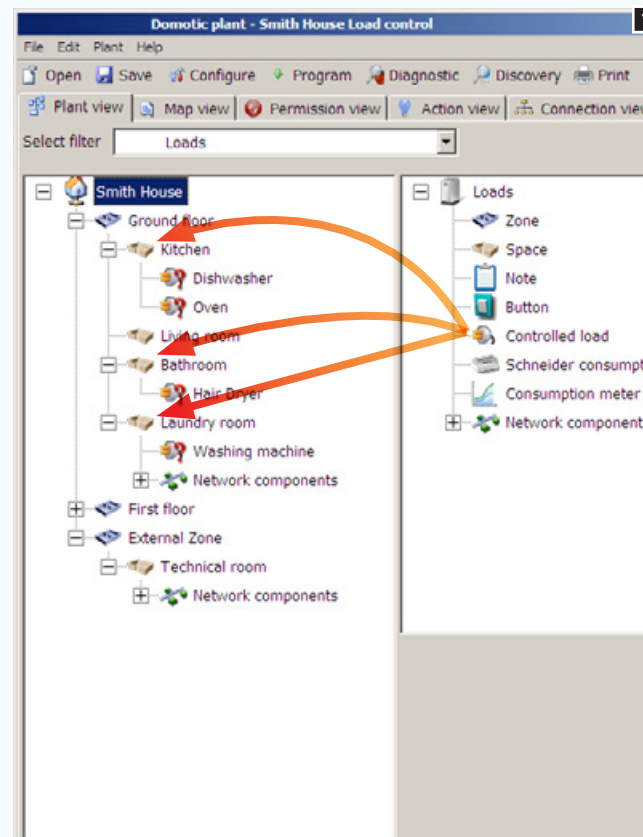 Domotic plant - Smith House Load control
File Edit Plant Help
Open Save Configure Program Diagnostic Discovery Print
Plant view Map view Permission view Action view Connection view
Select filter Loads
Smith House
Ground floor
Kitchen
Dishwasher
Oven
Living room
Bathroom
Hair Dryer
Laundry room
Washing machine
Network components
First floor
External Zone
Technical room
Network components
Loads
Zone
Space
Note
Button
Controlled load
Schneider consumpt
Consumption meter
Network component